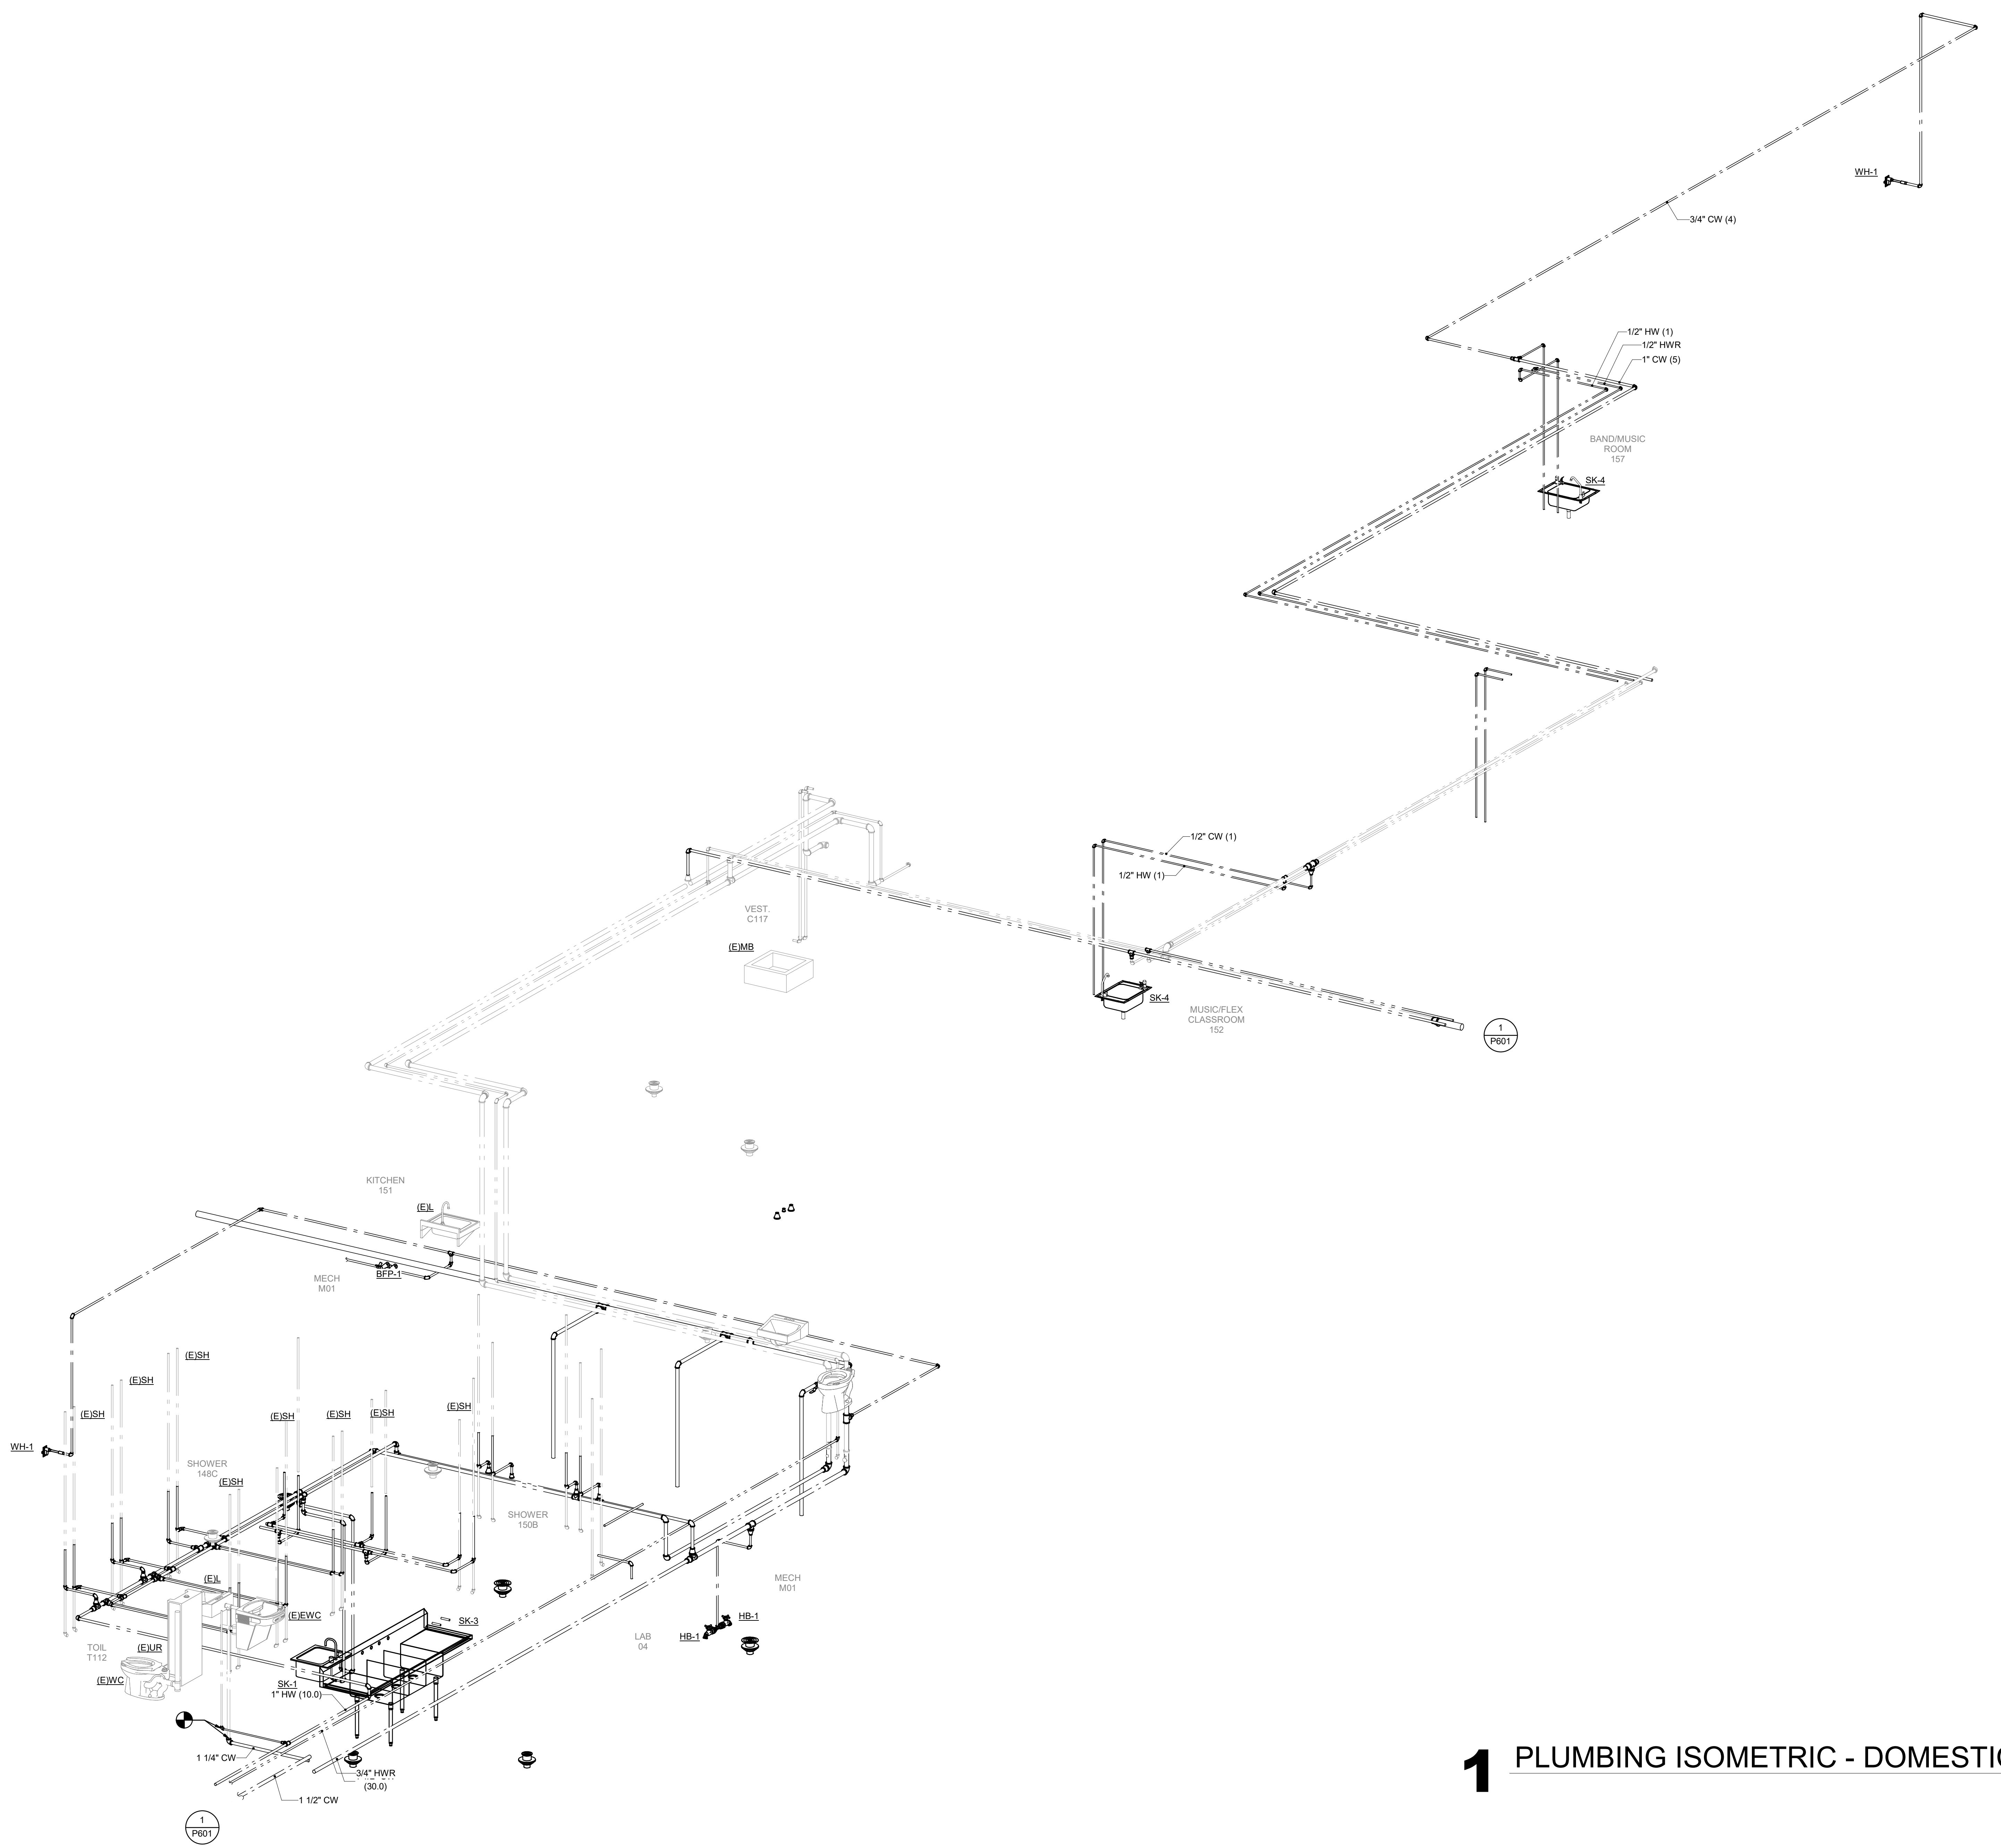 WH-1
3/4" CW (4)
1/2" HW (1)
1/2" HWR
1" CW (5)
BAND/MUSIC
ROOM
157
SK-4
1/2" CW (1)
1/2" HW (1)
VEST.
C117
(E)MB
SK-4
MUSIC/FLEX
CLASSROOM
152
1
P601
KITCHEN
151
(E)L
MECH
M01
BFP-1
(E)SH
(E)SH
(E)SH
(E)SH
(E)SH
(E)SH
(E)SH
WH-1
SHOWER
148C
(E)SH
SHOWER
150B
MECH
M01
(E)L
(E)EWC
SK-3
HB-1
HB-1
LAB
04
TOIL
T112
(E)UR
(E)WC
SK-1
1" HW (10.0)
1 1/4" CW
3/4" HWR
(30.0)
1 1/2" CW
1
P601
1 PLUMBING ISOMETRIC - DOMESTI